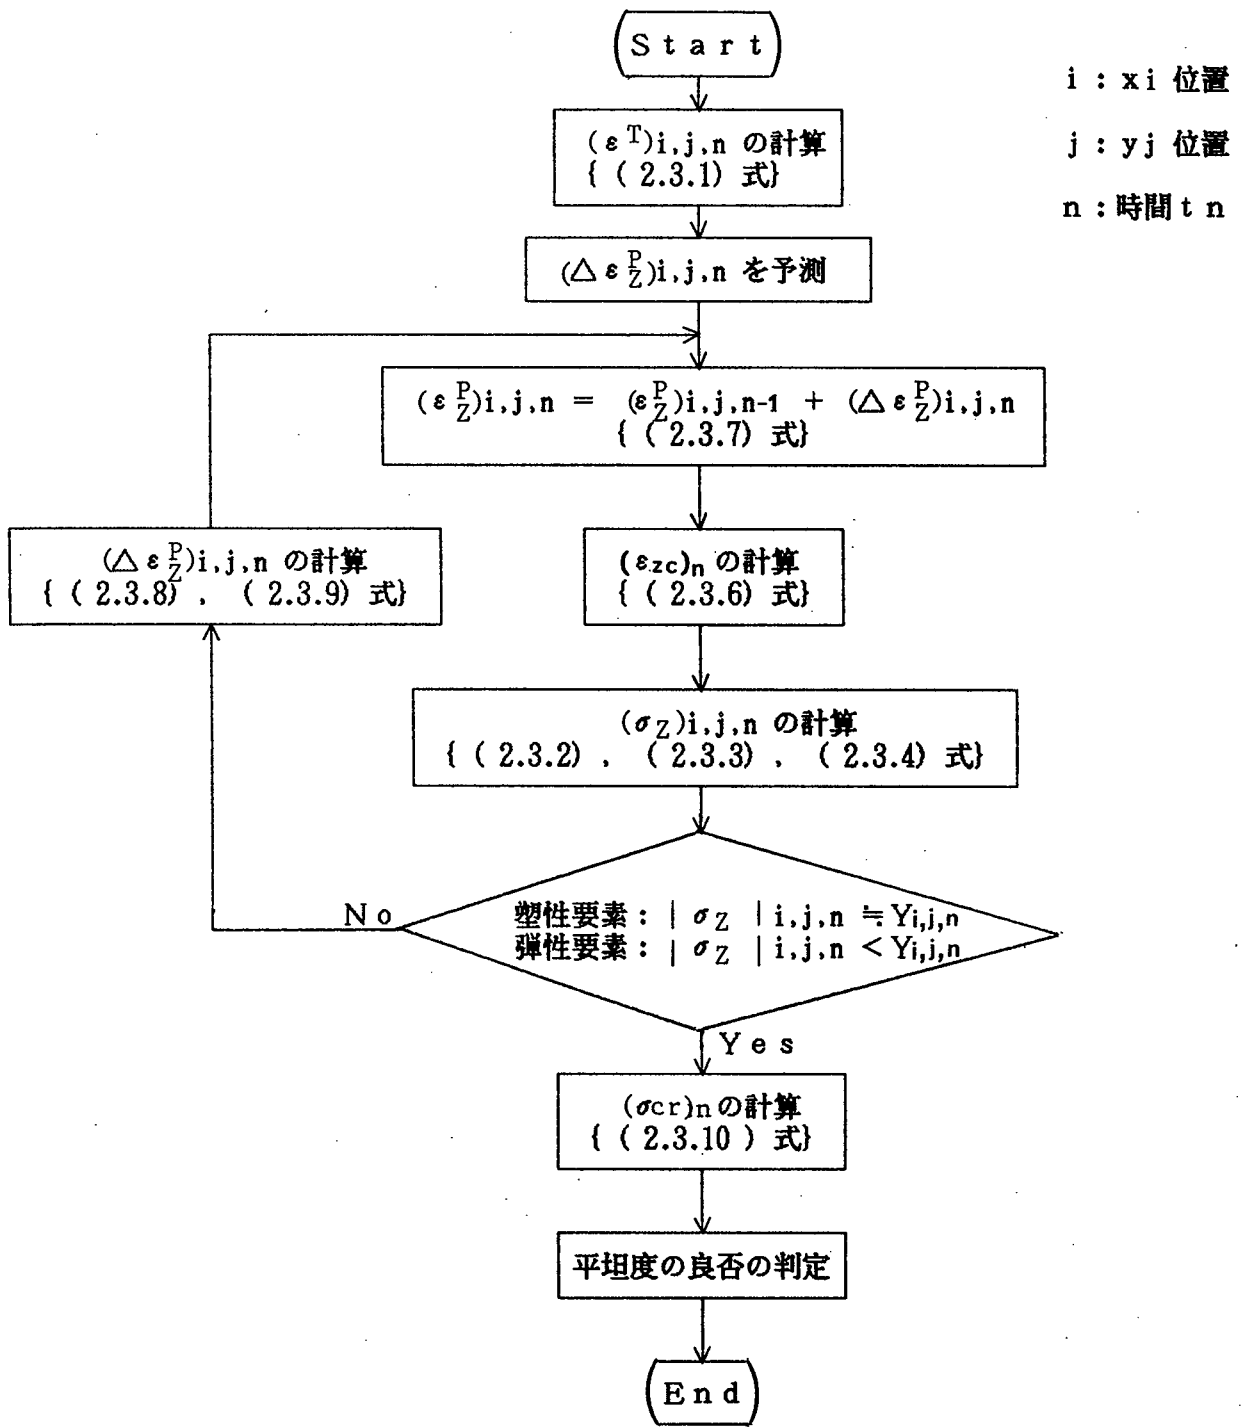 (Start)
i : xi 位置
j : yj 位置
n : 時間 tn
(ε^T)i,j,n の計算
{ ( 2.3.1) 式}
(△ε^P_Z)i,j,n を予測
(ε^P_Z)i,j,n = (ε^P_Z)i,j,n-1 + (△ε^P_Z)i,j,n
{ ( 2.3.7) 式}
(△ε^P_Z)i,j,n の計算
{ ( 2.3.8) , ( 2.3.9) 式}
(εzc)n の計算
{ ( 2.3.6) 式}
(σZ)i,j,n の計算
{ ( 2.3.2) , ( 2.3.3) , ( 2.3.4) 式}
No
塑性要素 : | σZ | i,j,n ≒ Yi,j,n
弾性要素 : | σZ | i,j,n < Yi,j,n
Yes
(σcr)n の計算
{ ( 2.3.10 ) 式}
平坦度の良否の判定
(End)